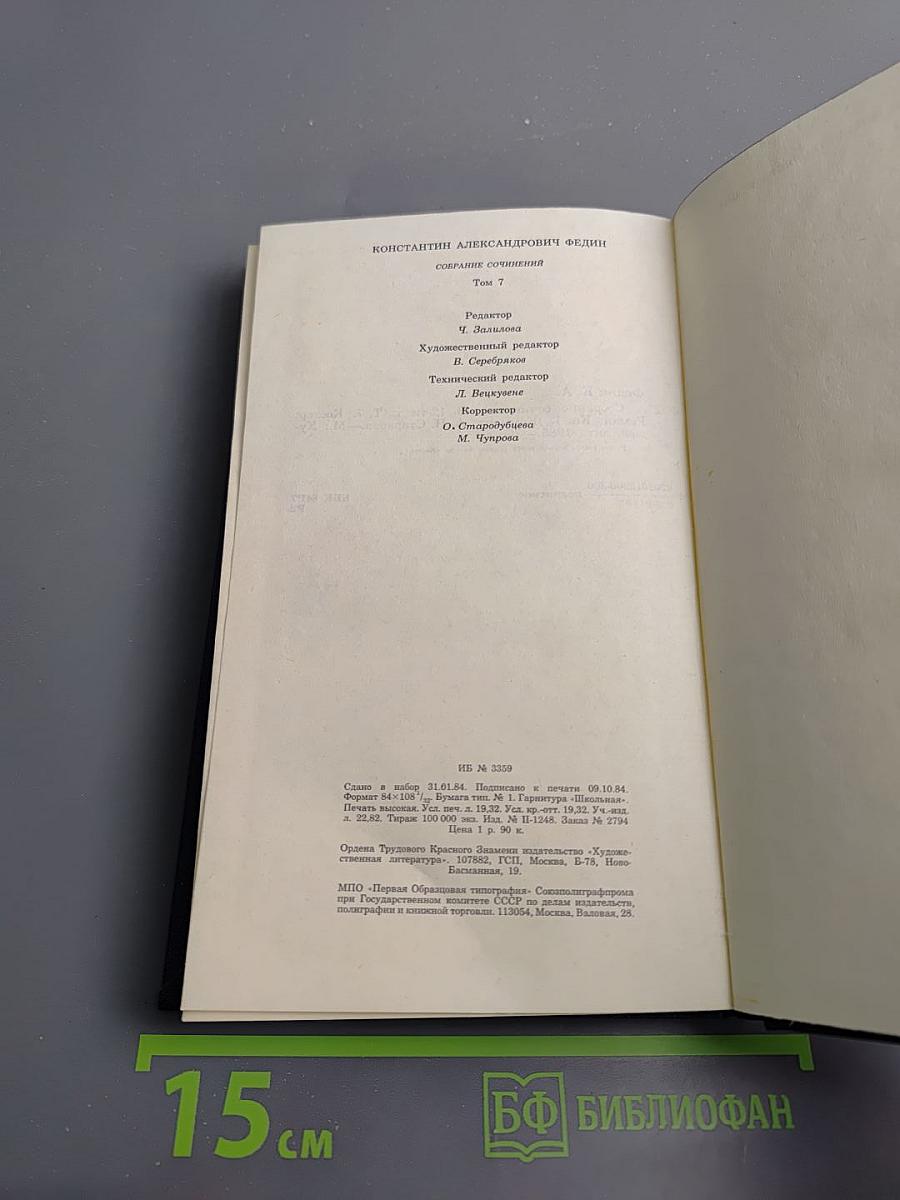 КОНСТАНТИН АЛЕКСАНДРОВИЧ ФЕДИН
СОБРАНИЕ СОЧИНЕНИЙ
Том 7
Редактор
Ч. Залилова
Художественный редактор
В. Серебряков
Технический редактор
Л. Вецкувене
Корректор
О. Стародубцева
М. Чупрова
ИБ № 3359
Сдано в набор 31.01.84. Подписано к печати 09.10.84.
Формат 84×108 1/32. Бумага тип. № 1. Гарнитура «Школьная».
Печать высокая. Усл. печ. л. 19,32. Усл. кр.-отт. 19,32. Уч.-изд.
л. 22,82. Тираж 100 000 экз. Изд. № II-1248. Заказ № 2794
Цена 1 р. 90 к.
Ордена Трудового Красного Знамени издательство «Художе-
ственная литература». 107882, ГСП, Москва, Б-78, Ново-
Басманная, 19.
МПО «Первая Образцовая типография» Союзполиграфпрома
при Государственном комитете СССР по делам издательств,
полиграфии и книжной торговли. 113054, Москва, Валовая, 28.
15 см
БФ БИБЛИОФАН